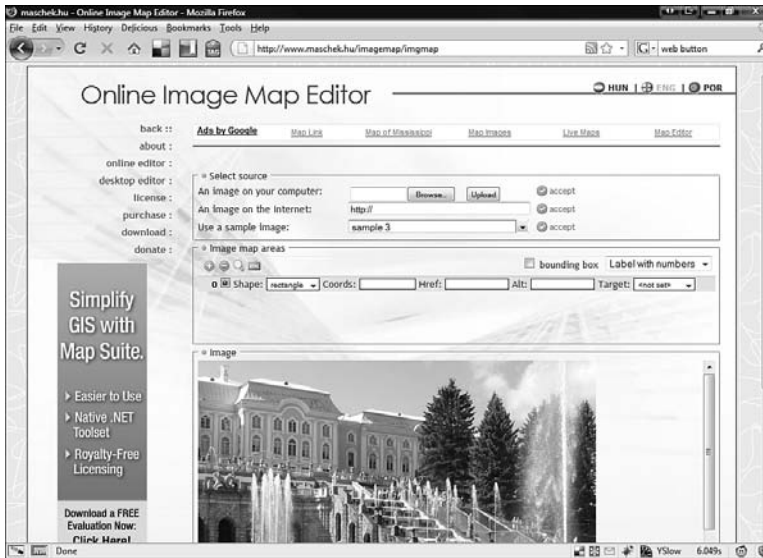 maschek.hu - Online Image Map Editor - Mozilla Firefox
File Edit View History Delicious Bookmarks Tools Help
TAG http://www.maschek.hu/imagemap/imgmap G web button
Online Image Map Editor
HUN | ENG | POR
back ::
about :
online editor :
desktop editor :
license :
purchase :
download :
donate :
Ads by Google Map Link Map of Mississippi Map Images Live Maps Map Editor
Select source
An image on your computer: Browse... Upload accept
An image on the Internet: http:// accept
Use a sample image: sample 3 accept
Image map areas
bounding box Label with numbers
0 Shape: rectangle Coords: Href: Alt: Target: <not set>
Image
Simplify
GIS with
Map Suite.
Easier to Use
Native .NET
Toolset
Royalty-Free
Licensing
Download a FREE
Evaluation Now:
Click Here!
Done YSlow 6.049s